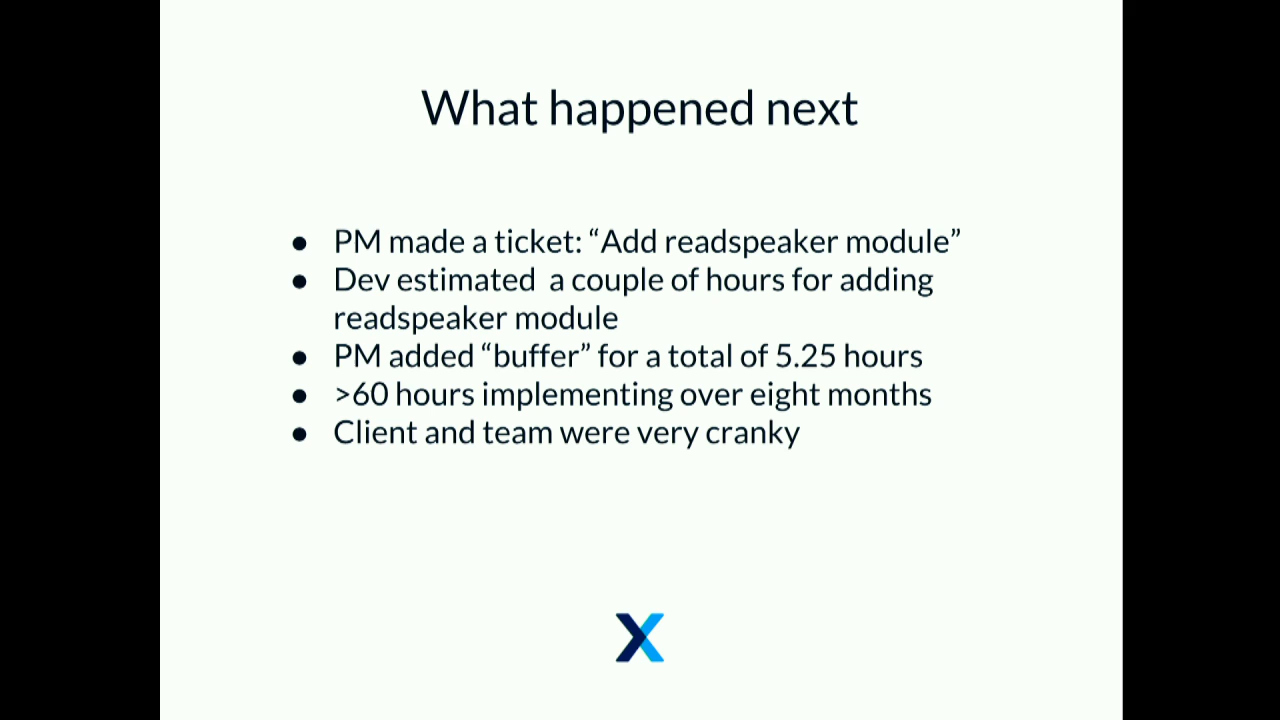 What happened next
● PM made a ticket: “Add readspeaker module”
● Dev estimated  a couple of hours for adding
readspeaker module
● PM added “buffer” for a total of 5.25 hours
● >60 hours implementing over eight months
● Client and team were very cranky